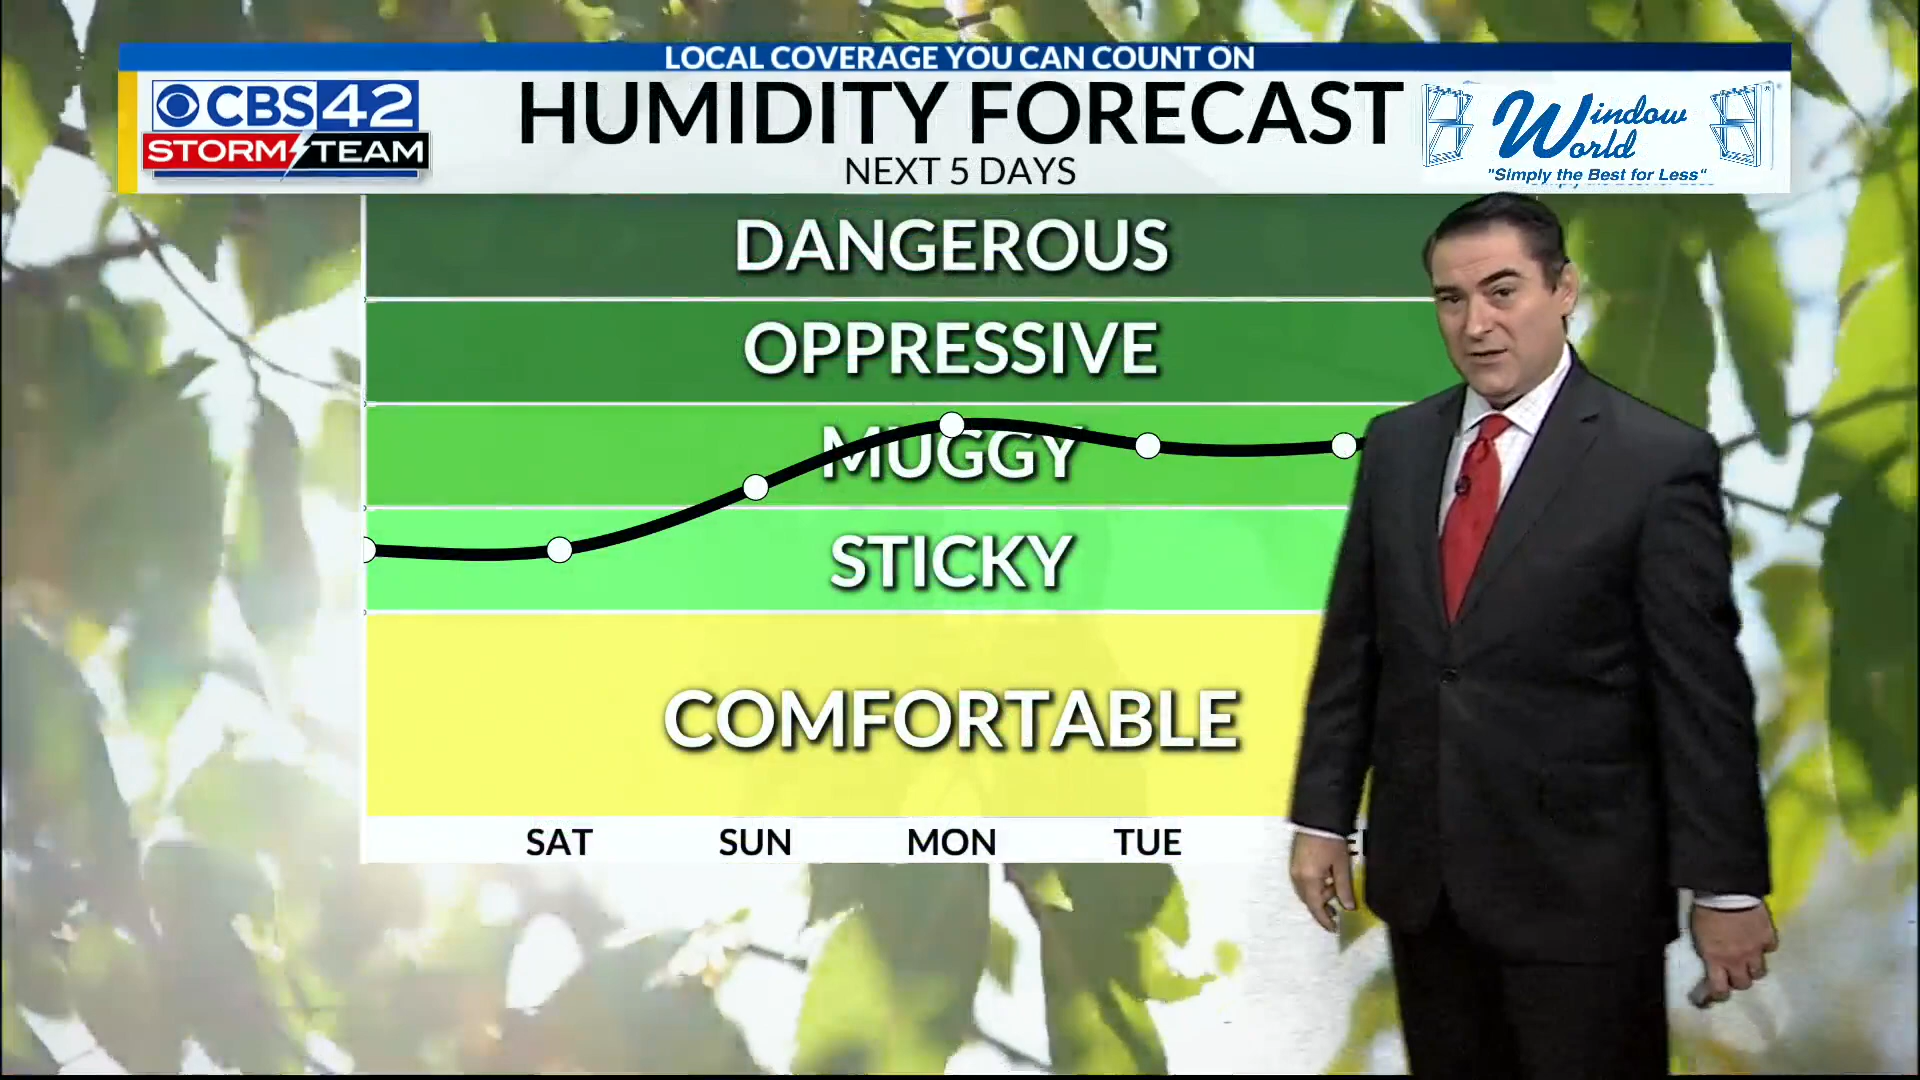 LOCAL COVERAGE YOU CAN COUNT ON
CBS 42
STORM TEAM
HUMIDITY FORECAST
NEXT 5 DAYS
Window
World
"Simply the Best for Less"
DANGEROUS
OPPRESSIVE
MUGGY
STICKY
COMFORTABLE
SAT SUN MON TUE